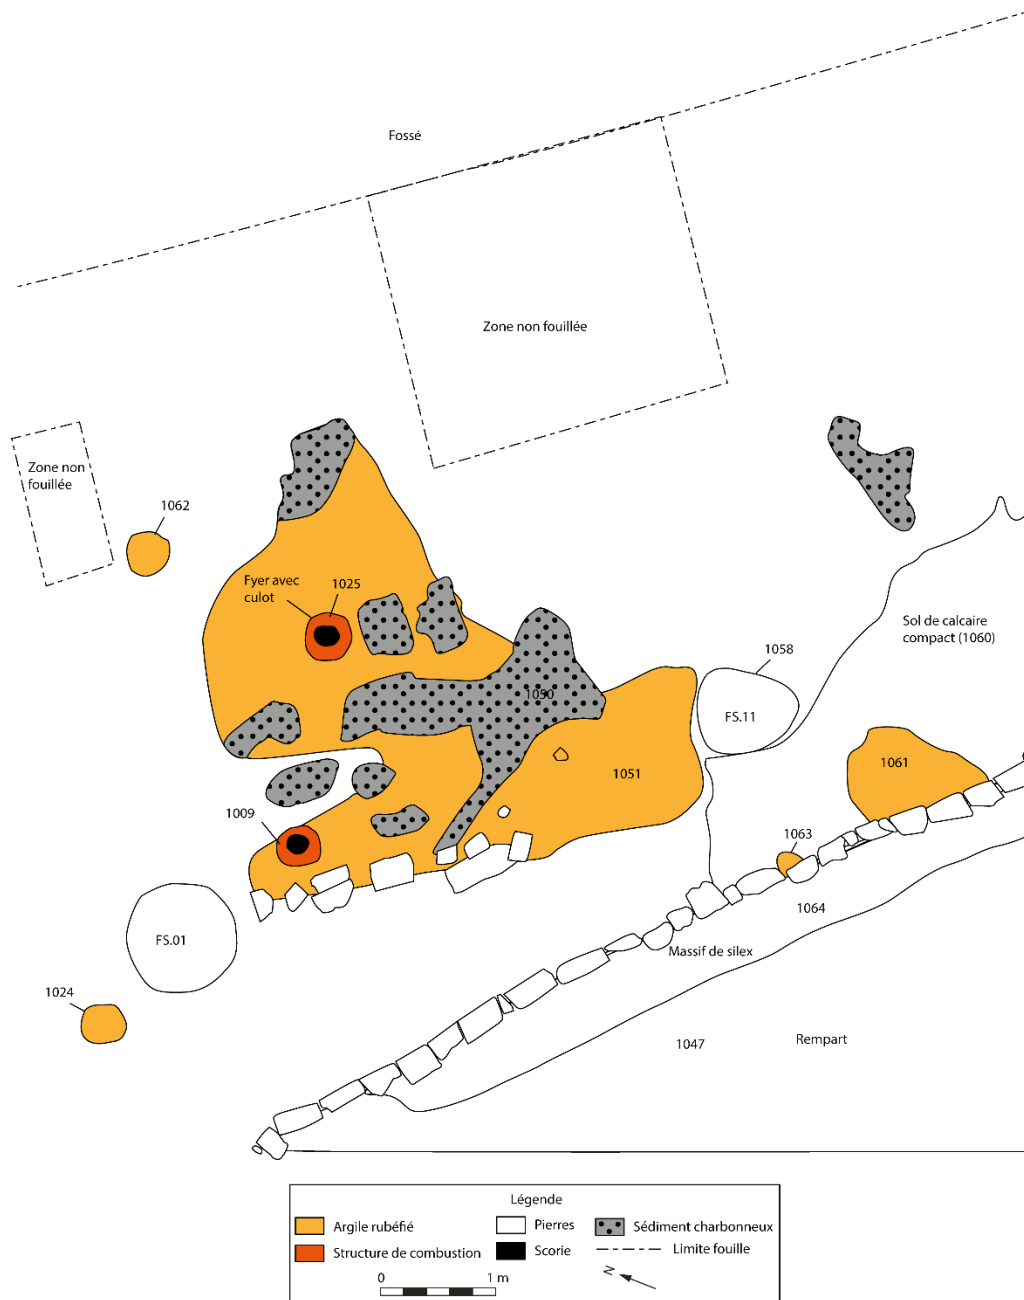 Fossé
Zone non fouillée
Zone non
fouillée
1062
Fyer avec
culot
1025
Sol de calcaire
compact (1060)
1058
1050
FS.11
1051
1061
1009
1063
1064
FS.01
Massif de silex
1024
1047
Rempart
Légende
Argile rubéfié
Pierres
Sédiment charbonneux
Structure de combustion
Scorie
Limite fouille
0
1 m
N